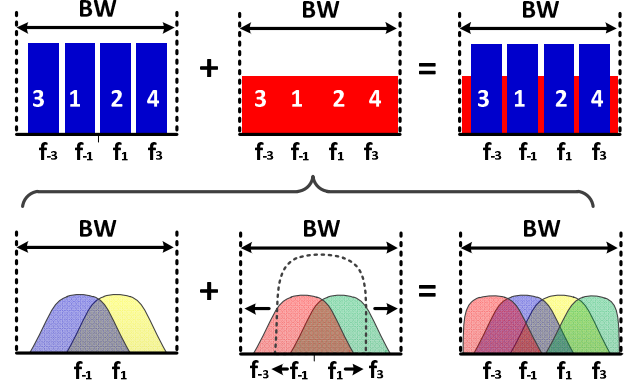 BW BW BW
+ =
3 1 2 4 3 1 2 4 3 1 2 4
f-3 f-1 f1 f3 f-3 f-1 f1 f3 f-3 f-1 f1 f3
BW BW BW
+ =
f-1 f1 f-3 f-1 f1 f3 f-3 f-1 f1 f3